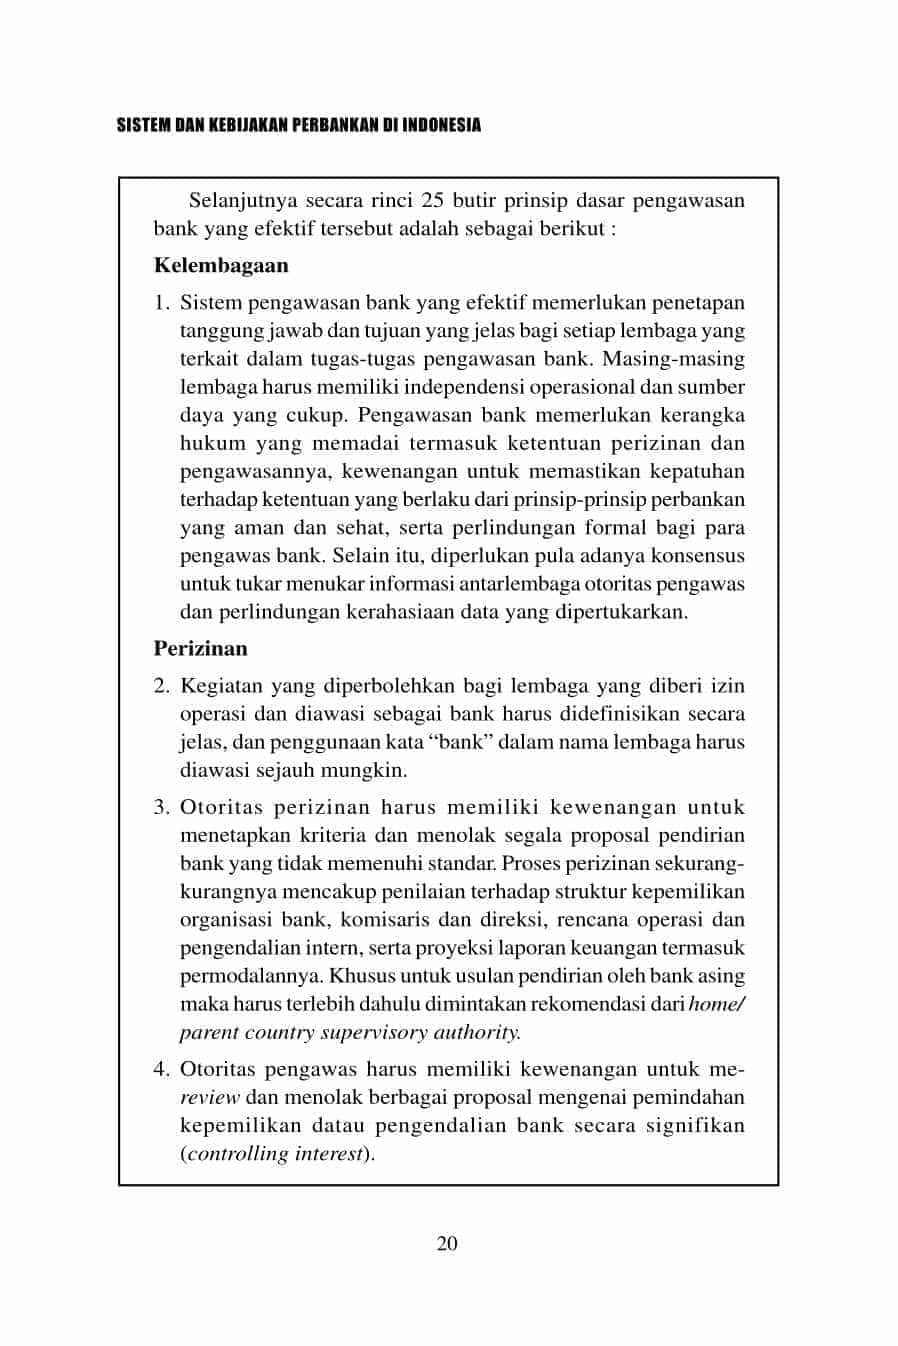 SISTEM DAN KEBIJAKAN PERBANKAN DI INDONESIA
Selanjutnya secara rinci 25 butir prinsip dasar pengawasan
bank yang efektif tersebut adalah sebagai berikut :
Kelembagaan
1. Sistem pengawasan bank yang efektif memerlukan penetapan
tanggung jawab dan tujuan yang jelas bagi setiap lembaga yang
terkait dalam tugas-tugas pengawasan bank. Masing-masing
lembaga harus memiliki independensi operasional dan sumber
daya yang cukup. Pengawasan bank memerlukan kerangka
hukum yang memadai termasuk ketentuan perizinan dan
pengawasannya, kewenangan untuk memastikan kepatuhan
terhadap ketentuan yang berlaku dari prinsip-prinsip perbankan
yang aman dan sehat, serta perlindungan formal bagi para
pengawas bank. Selain itu, diperlukan pula adanya konsensus
untuk tukar menukar informasi antarlembaga otoritas pengawas
dan perlindungan kerahasiaan data yang dipertukarkan.
Perizinan
2. Kegiatan yang diperbolehkan bagi lembaga yang diberi izin
operasi dan diawasi sebagai bank harus didefinisikan secara
jelas, dan penggunaan kata “bank” dalam nama lembaga harus
diawasi sejauh mungkin.
3. Otoritas perizinan harus memiliki kewenangan untuk
menetapkan kriteria dan menolak segala proposal pendirian
bank yang tidak memenuhi standar. Proses perizinan sekurang-
kurangnya mencakup penilaian terhadap struktur kepemilikan
organisasi bank, komisaris dan direksi, rencana operasi dan
pengendalian intern, serta proyeksi laporan keuangan termasuk
permodalannya. Khusus untuk usulan pendirian oleh bank asing
maka harus terlebih dahulu dimintakan rekomendasi dari home/
parent country supervisory authority.
4. Otoritas pengawas harus memiliki kewenangan untuk me-
review dan menolak berbagai proposal mengenai pemindahan
kepemilikan datau pengendalian bank secara signifikan
(controlling interest).
20